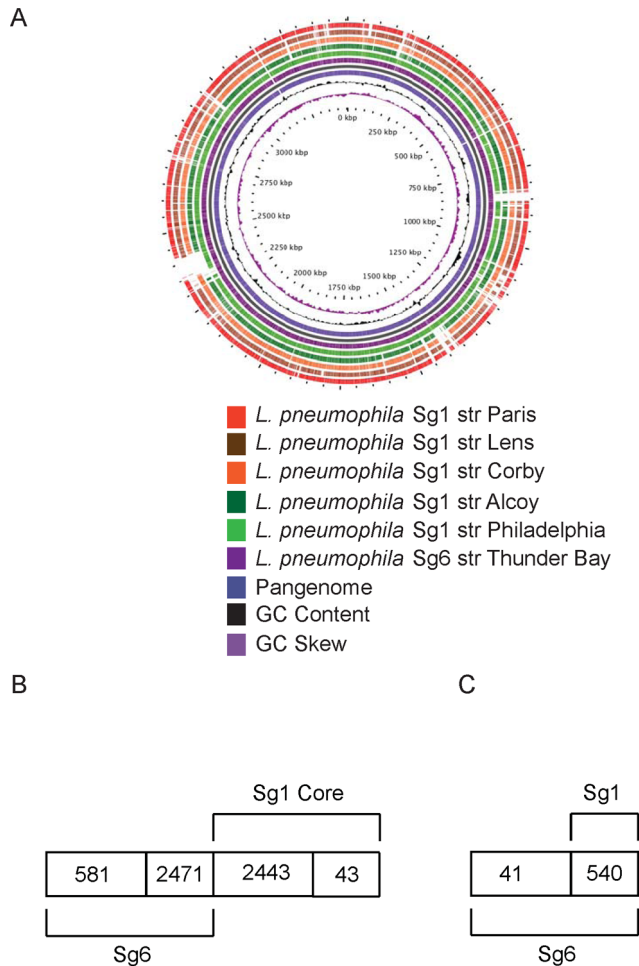 A
0 kbp
250 kbp
500 kbp
750 kbp
1000 kbp
1250 kbp
1500 kbp
1750 kbp
2000 kbp
2250 kbp
2500 kbp
2750 kbp
3000 kbp
L. pneumophila Sg1 str Paris
L. pneumophila Sg1 str Lens
L. pneumophila Sg1 str Corby
L. pneumophila Sg1 str Alcoy
L. pneumophila Sg1 str Philadelphia
L. pneumophila Sg6 str Thunder Bay
Pangenome
GC Content
GC Skew
B
Sg1 Core
581 2471 2443 43
Sg6
C
Sg1
41 540
Sg6